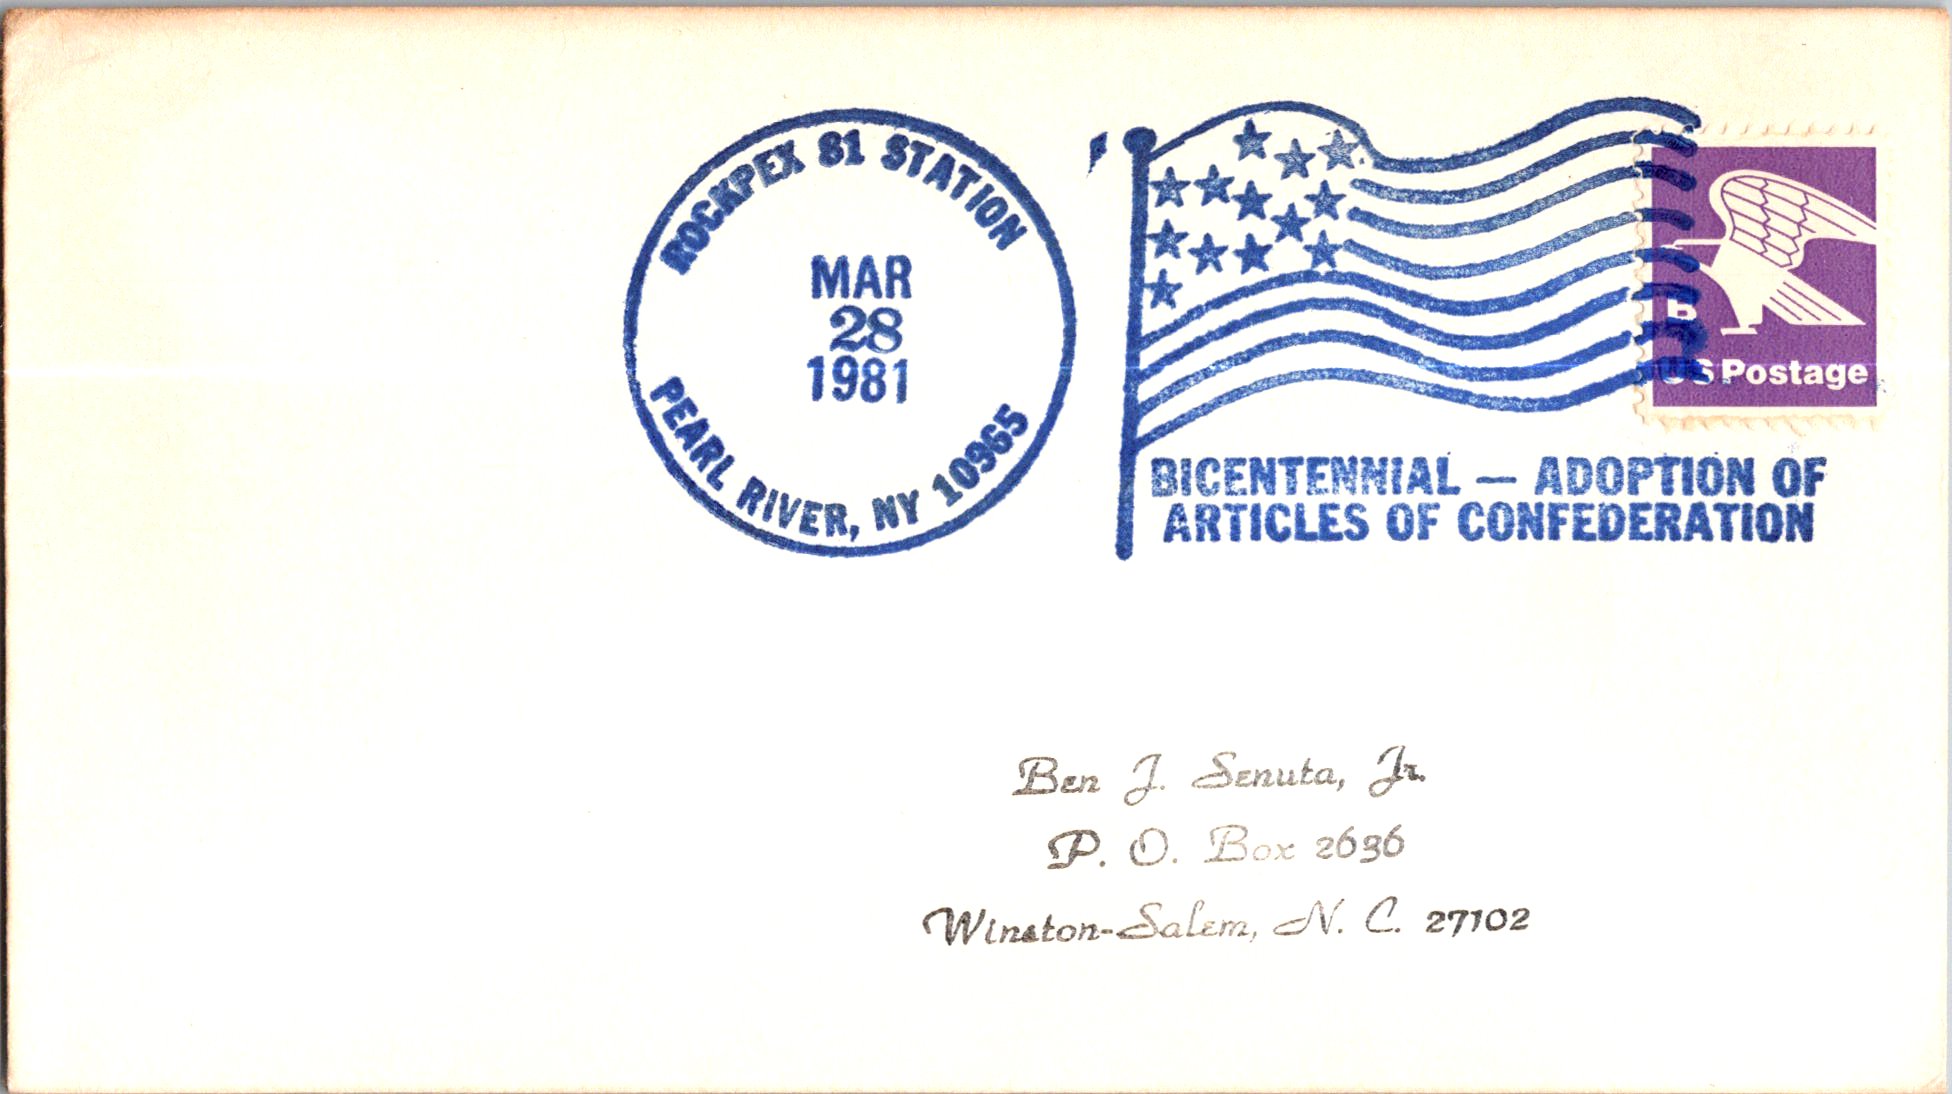 ROCKPEX 81 STATION
MAR
28
1981
PEARL RIVER, NY 10965
B
US Postage
BICENTENNIAL — ADOPTION OF
ARTICLES OF CONFEDERATION
Ben J. Senuta, Jr.
P. O. Box 2636
Winston-Salem, N. C. 27102